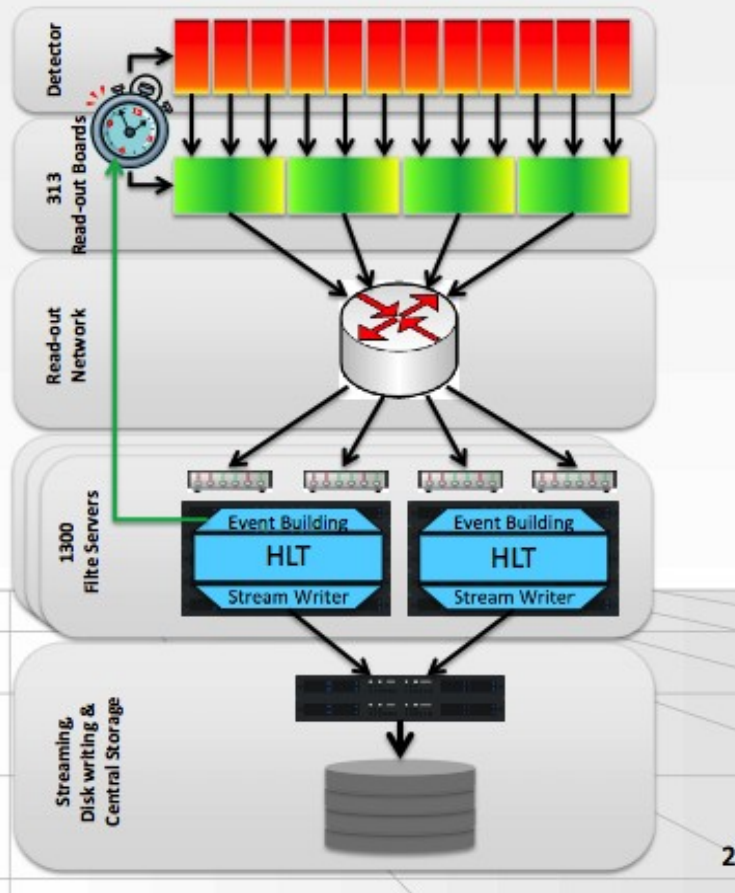 Detector
313
Read-out Boards
Read-out
Network
1300
Filte Servers
Event Building
HLT
Stream Writer
Event Building
HLT
Stream Writer
Streaming,
Disk writing &
Central Storage
2